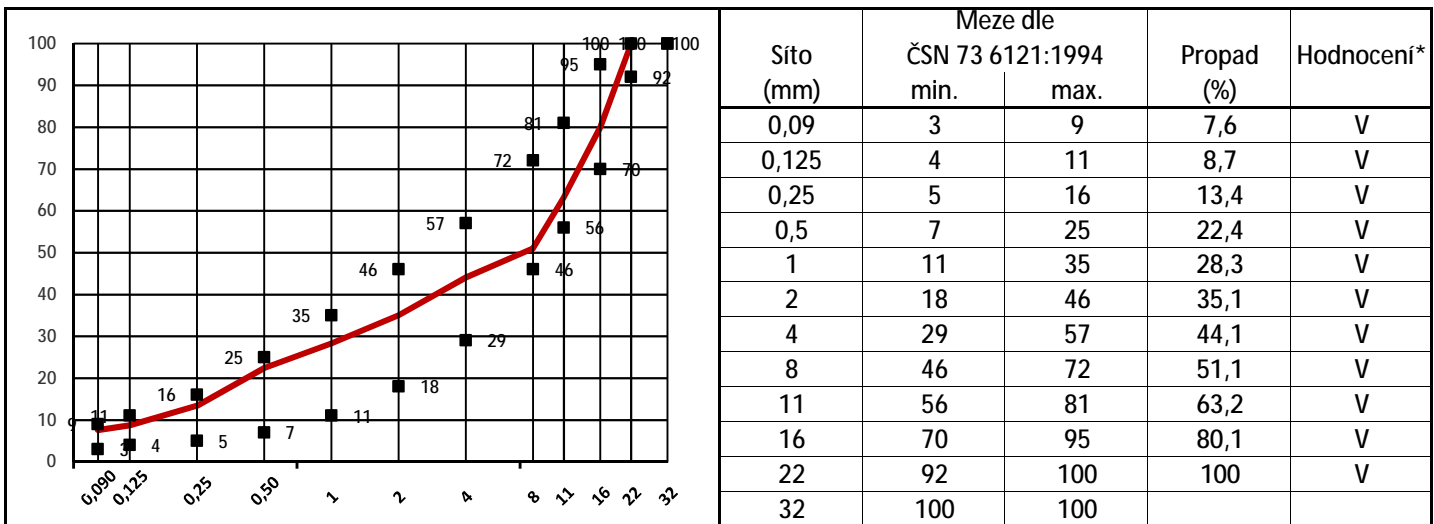 100
90
80
70
60
50
40
30
20
10
0
100 100 100
95
92
81
72
70
57
56
46 46
35
29
25
18
16
9 11 11
3 4 5 7
0,090 0,125 0,25 0,50 1 2 4 8 11 16 22 32
Meze dle
Síto ČSN 73 6121:1994 Propad Hodnocení*
(mm) min. max. (%)
0,09 3 9 7,6 V
0,125 4 11 8,7 V
0,25 5 16 13,4 V
0,5 7 25 22,4 V
1 11 35 28,3 V
2 18 46 35,1 V
4 29 57 44,1 V
8 46 72 51,1 V
11 56 81 63,2 V
16 70 95 80,1 V
22 92 100 100 V
32 100 100